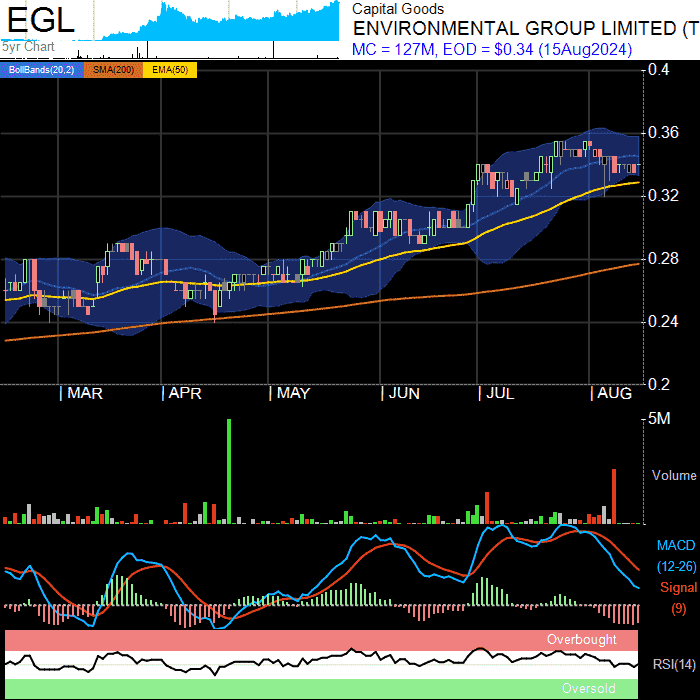 EGL
5yr Chart
Capital Goods
ENVIRONMENTAL GROUP LIMITED (T
MC = 127M, EOD = $0.34 (15Aug2024)
BollBands(20,2) SMA(200) EMA(50)
0.4
0.36
0.32
0.28
0.24
0.2
MAR APR MAY JUN JUL AUG
5M
Volume
MACD
(12-26)
Signal
(9)
Overbought
RSI(14)
Oversold